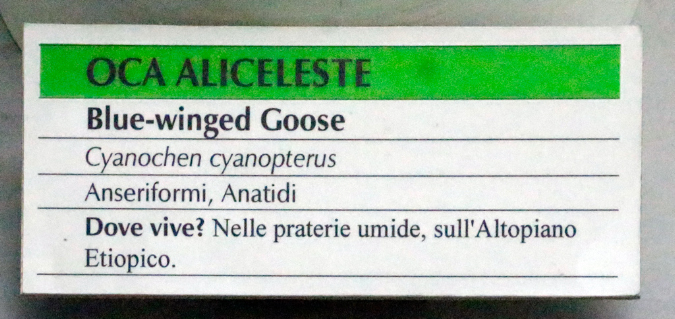 OCA ALICELESTE
Blue-winged Goose
Cyanochen cyanopterus
Anseriformi, Anatidi
Dove vive? Nelle praterie umide, sull'Altopiano
Etiopico.